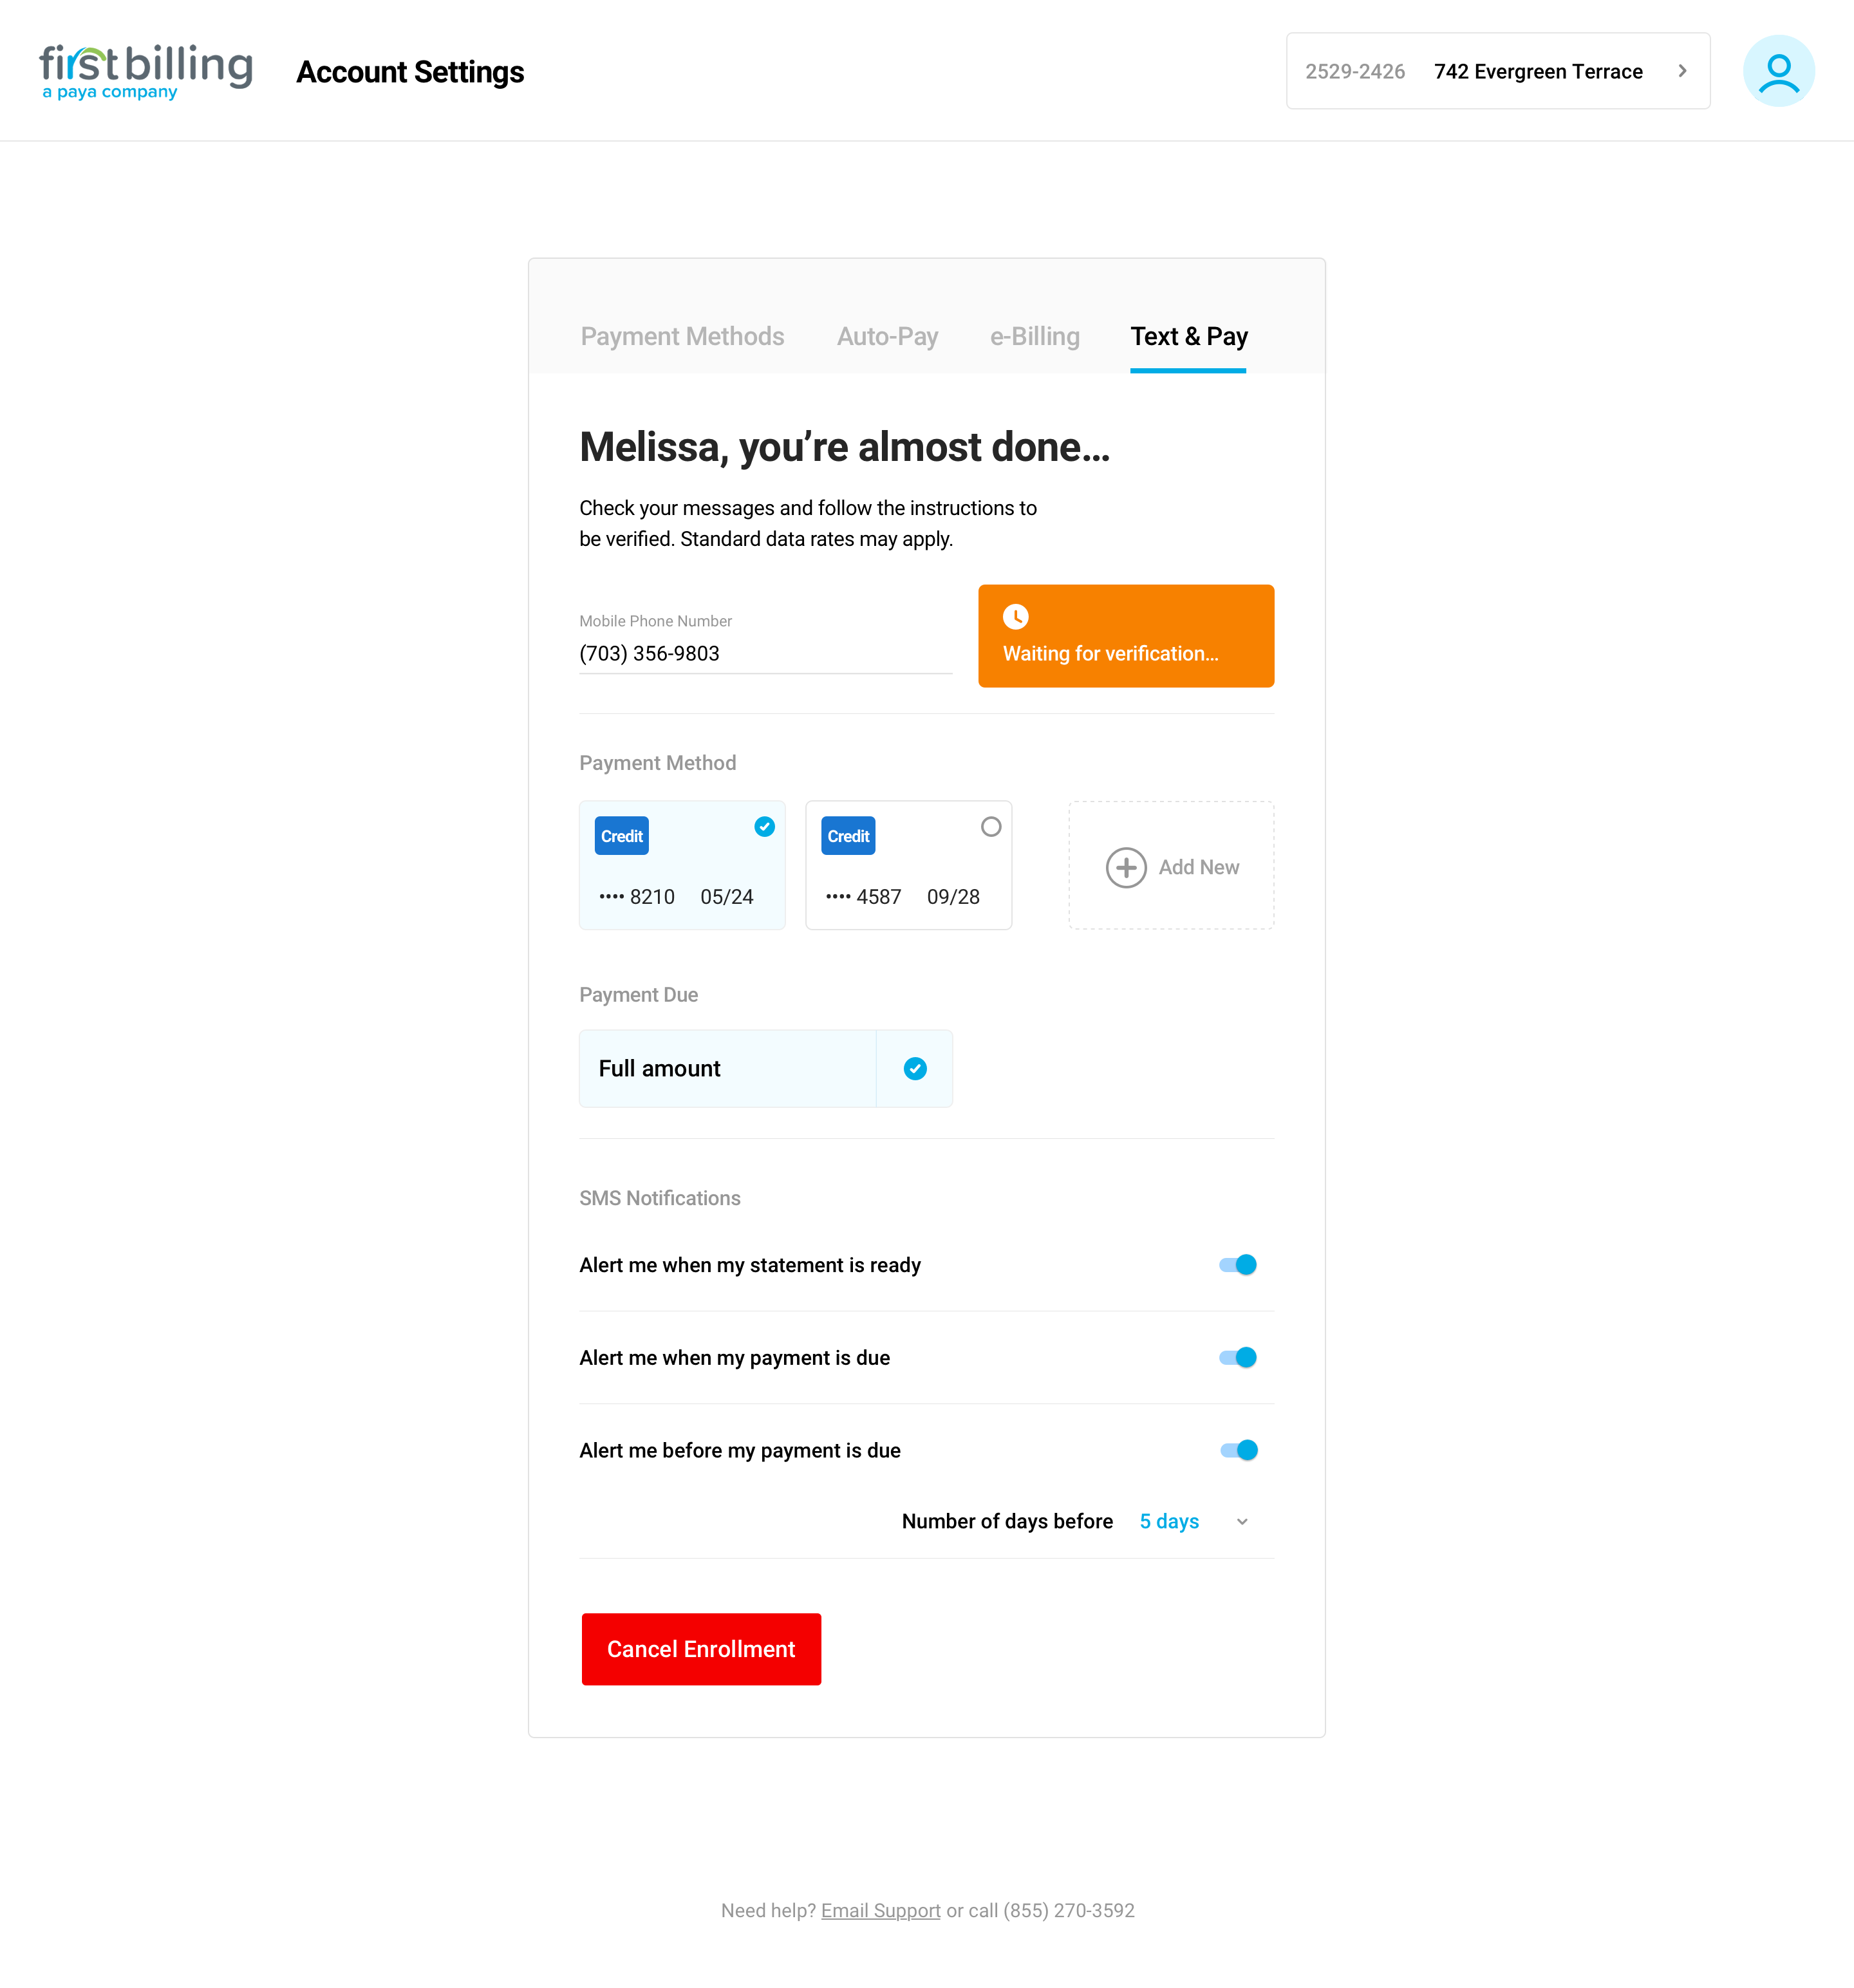 firstbilling
a paya company
Account Settings
2529-2426 742 Evergreen Terrace
Payment Methods Auto-Pay e-Billing Text & Pay
Melissa, you’re almost done...
Check your messages and follow the instructions to
be verified. Standard data rates may apply.
Mobile Phone Number
(703) 356-9803
Waiting for verification...
Payment Method
Credit
•••• 8210 05/24
Credit
•••• 4587 09/28
Add New
Payment Due
Full amount
SMS Notifications
Alert me when my statement is ready
Alert me when my payment is due
Alert me before my payment is due
Number of days before 5 days
Cancel Enrollment
Need help? Email Support or call (855) 270-3592